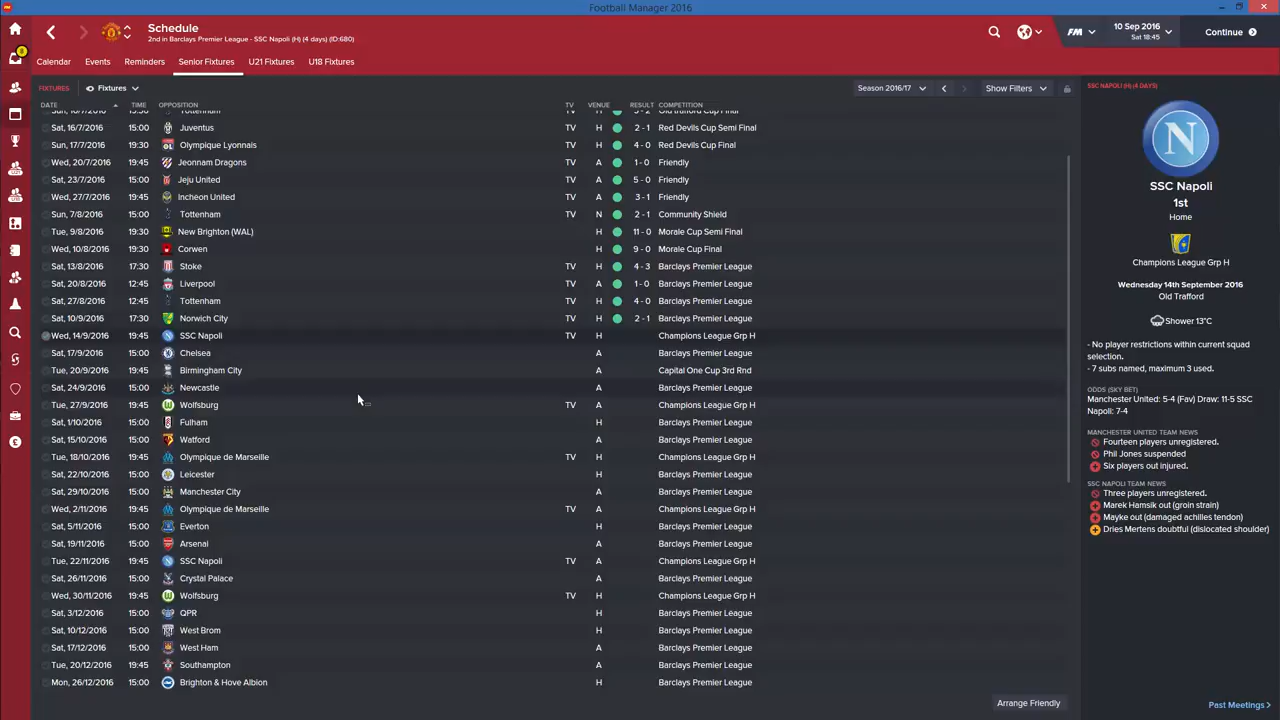 Football Manager 2016
Schedule
2nd in Barclays Premier League - SSC Napoli (H) (4 days) (ID:680)
FM
10 Sep 2016
Sat 18:45
Continue
Calendar Events Reminders Senior Fixtures U21 Fixtures U18 Fixtures
FIXTURES Fixtures Season 2016/17 Show Filters
DATE TIME OPPOSITION TV VENUE RESULT COMPETITION
Sat, 16/7/2016 15:00 Juventus TV H 2 - 1 Red Devils Cup Semi Final
Sun, 17/7/2016 19:30 Olympique Lyonnais TV H 4 - 0 Red Devils Cup Final
Wed, 20/7/2016 19:45 Jeonnam Dragons TV A 1 - 0 Friendly
Sat, 23/7/2016 15:00 Jeju United TV A 5 - 0 Friendly
Wed, 27/7/2016 19:45 Incheon United TV A 3 - 1 Friendly
Sun, 7/8/2016 15:00 Tottenham TV N 2 - 1 Community Shield
Tue, 9/8/2016 19:30 New Brighton (WAL) H 11 - 0 Morale Cup Semi Final
Wed, 10/8/2016 19:30 Corwen H 9 - 0 Morale Cup Final
Sat, 13/8/2016 17:30 Stoke TV H 4 - 3 Barclays Premier League
Sat, 20/8/2016 12:45 Liverpool TV A 1 - 0 Barclays Premier League
Sat, 27/8/2016 12:45 Tottenham TV H 4 - 0 Barclays Premier League
Sat, 10/9/2016 17:30 Norwich City TV H 2 - 1 Barclays Premier League
Wed, 14/9/2016 19:45 SSC Napoli TV H Champions League Grp H
Sat, 17/9/2016 15:00 Chelsea A Barclays Premier League
Tue, 20/9/2016 19:45 Birmingham City A Capital One Cup 3rd Rnd
Sat, 24/9/2016 15:00 Newcastle A Barclays Premier League
Tue, 27/9/2016 19:45 Wolfsburg TV A Champions League Grp H
Sat, 1/10/2016 15:00 Fulham H Barclays Premier League
Sat, 15/10/2016 15:00 Watford A Barclays Premier League
Tue, 18/10/2016 19:45 Olympique de Marseille TV H Champions League Grp H
Sat, 22/10/2016 15:00 Leicester H Barclays Premier League
Sat, 29/10/2016 15:00 Manchester City A Barclays Premier League
Wed, 2/11/2016 19:45 Olympique de Marseille TV A Champions League Grp H
Sat, 5/11/2016 15:00 Everton H Barclays Premier League
Sat, 19/11/2016 15:00 Arsenal A Barclays Premier League
Tue, 22/11/2016 19:45 SSC Napoli TV A Champions League Grp H
Sat, 26/11/2016 15:00 Crystal Palace A Barclays Premier League
Wed, 30/11/2016 19:45 Wolfsburg TV H Champions League Grp H
Sat, 3/12/2016 15:00 QPR H Barclays Premier League
Sat, 10/12/2016 15:00 West Brom H Barclays Premier League
Sat, 17/12/2016 15:00 West Ham A Barclays Premier League
Tue, 20/12/2016 19:45 Southampton A Barclays Premier League
Mon, 26/12/2016 15:00 Brighton & Hove Albion H Barclays Premier League
Arrange Friendly
SSC NAPOLI (H) (4 DAYS)
N
SSC Napoli
1st
Home
Champions League Grp H
Wednesday 14th September 2016
Old Trafford
Shower 13°C
- No player restrictions within current squad
selection.
- 7 subs named, maximum 3 used.
ODDS (SKY BET)
Manchester United: 5-4 (Fav) Draw: 11-5 SSC
Napoli: 7-4
MANCHESTER UNITED TEAM NEWS
Fourteen players unregistered.
Phil Jones suspended
Six players out injured.
SSC NAPOLI TEAM NEWS
Three players unregistered.
Marek Hamsik out (groin strain)
Mayke out (damaged achilles tendon)
Dries Mertens doubtful (dislocated shoulder)
Past Meetings >